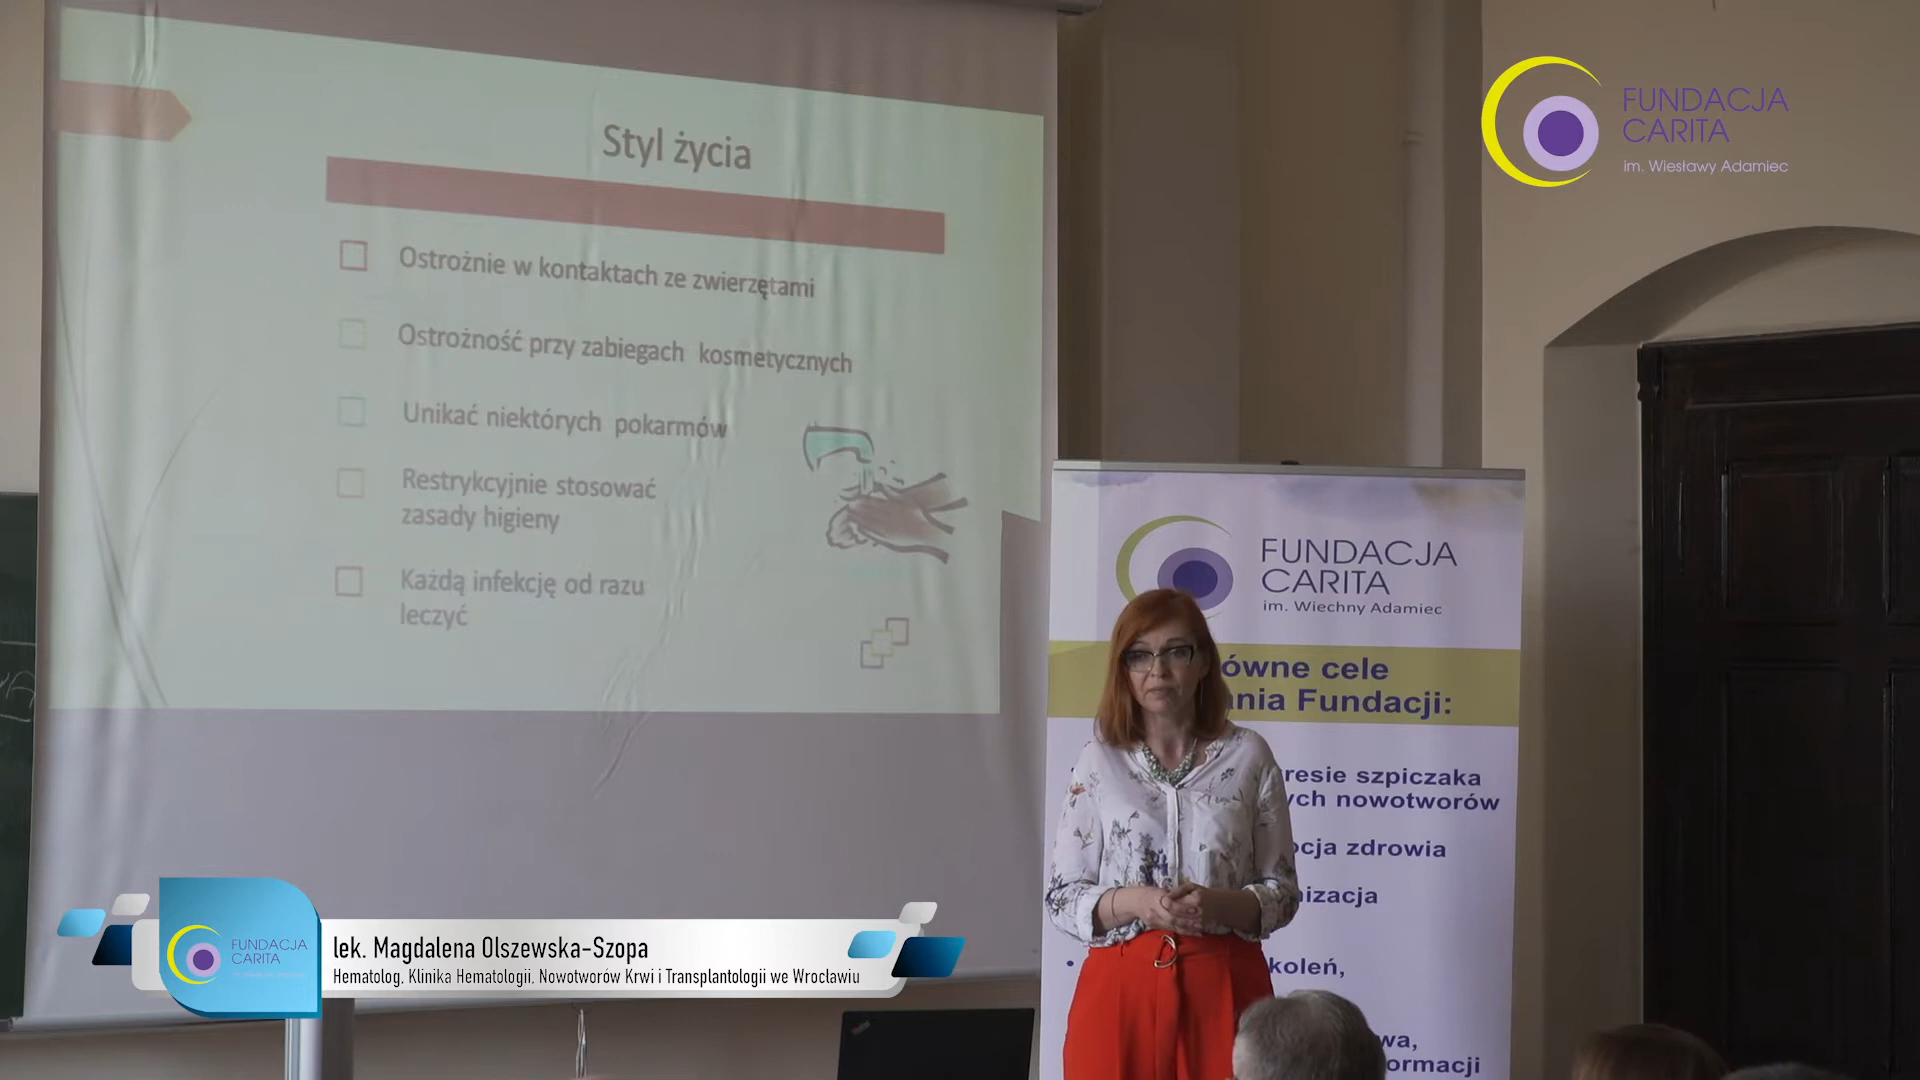 Styl życia
Ostrożnie w kontaktach ze zwierzętami
Ostrożność przy zabiegach kosmetycznych
Unikać niektórych pokarmów
Restrykcyjnie stosować
zasady higieny
Każdą infekcję od razu
leczyć
FUNDACJA
CARITA
im. Wiesławy Adamiec
FUNDACJA
CARITA
im. Wiechny Adamiec
ówne cele
ania Fundacji:
resie szpiczaka
ych nowotworów
ocja zdrowia
nizacja
koleń,
wa,
ormacji
FUNDACJA
CARITA
lek. Magdalena Olszewska-Szopa
Hematolog, Klinika Hematologii, Nowotworów Krwi i Transplantologii we Wrocławiu